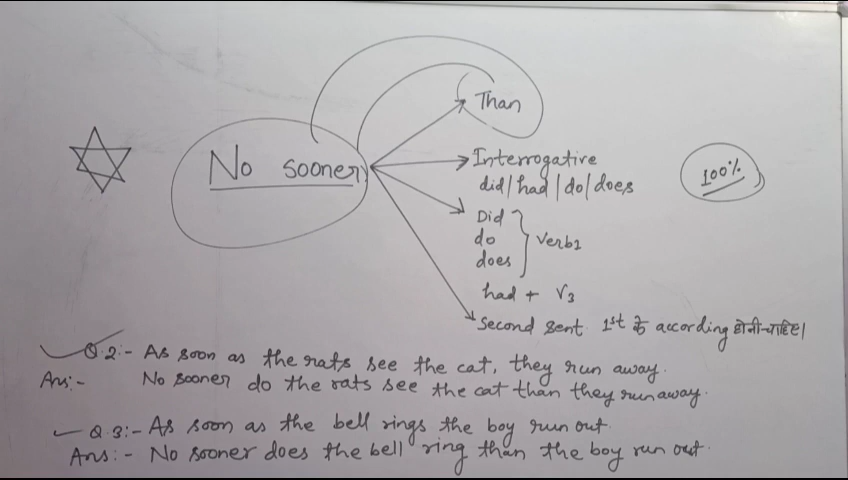 Than
No sooner
Interrogative
did/had/do/does
100%
Did
do
does
Verb1
had + V3
Second sent 1st के according होनी चाहिए।
Q.2:- As soon as the rats see the cat, they run away.
Ans:- No sooner do the rats see the cat than they run away.
Q.3:- As soon as the bell rings the boy run out.
Ans:- No sooner does the bell ring than the boy run out.